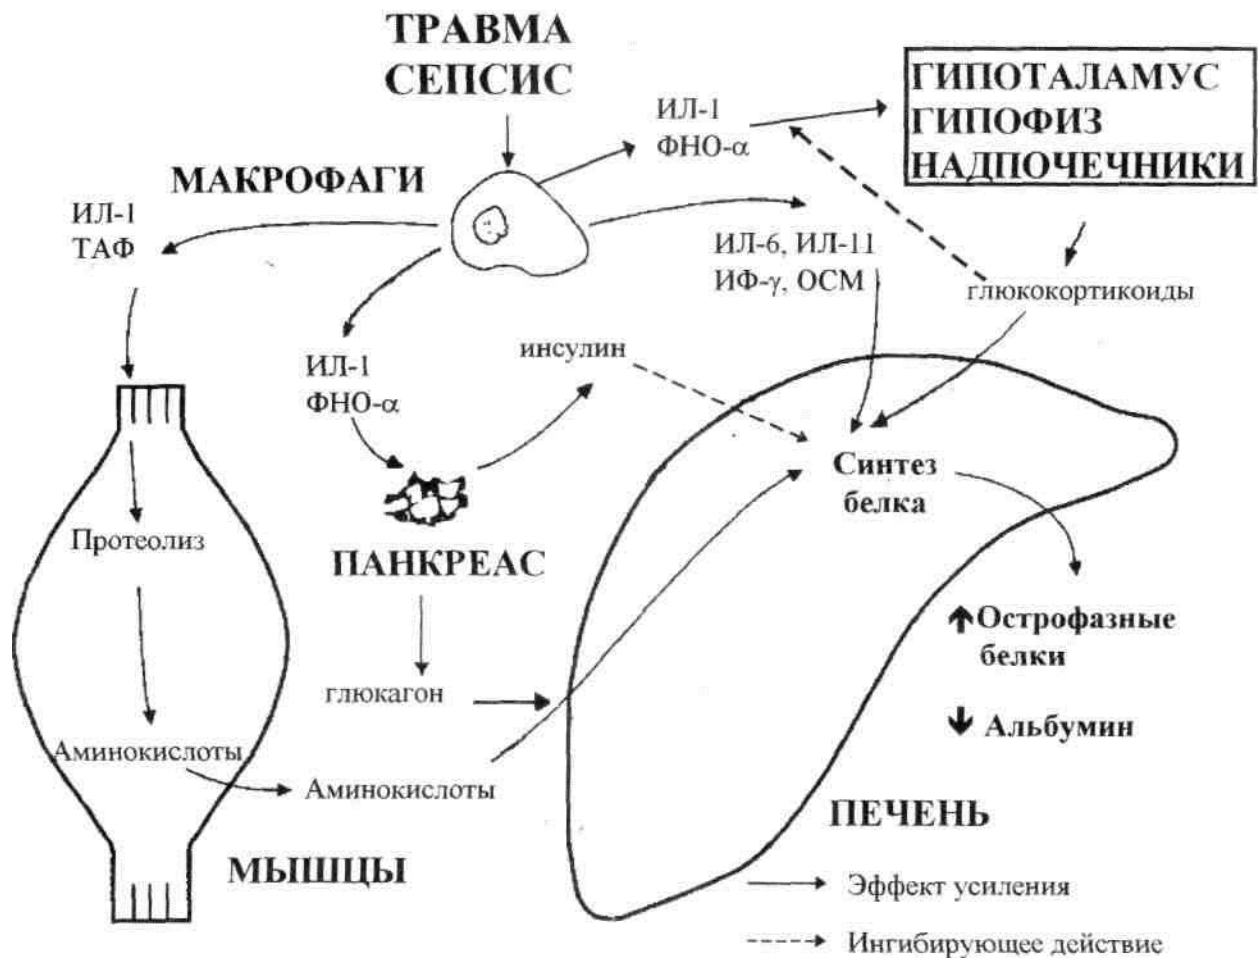 ТРАВМА
СЕПСИС
ГИПОТАЛАМУС
ГИПОФИЗ
НАДПОЧЕЧНИКИ
ИЛ-1
ФНО-α
МАКРОФАГИ
ИЛ-1
ТАФ
ИЛ-6, ИЛ-11
ИФ-γ, ОСМ
глюкокортикоиды
инсулин
ИЛ-1
ФНО-α
Синтез
белка
Протеолиз
ПАНКРЕАС
↑Острофазные
белки
глюкагон
↓ Альбумин
Аминокислоты
Аминокислоты
ПЕЧЕНЬ
МЫШЦЫ
Эффект усиления
Ингибирующее действие